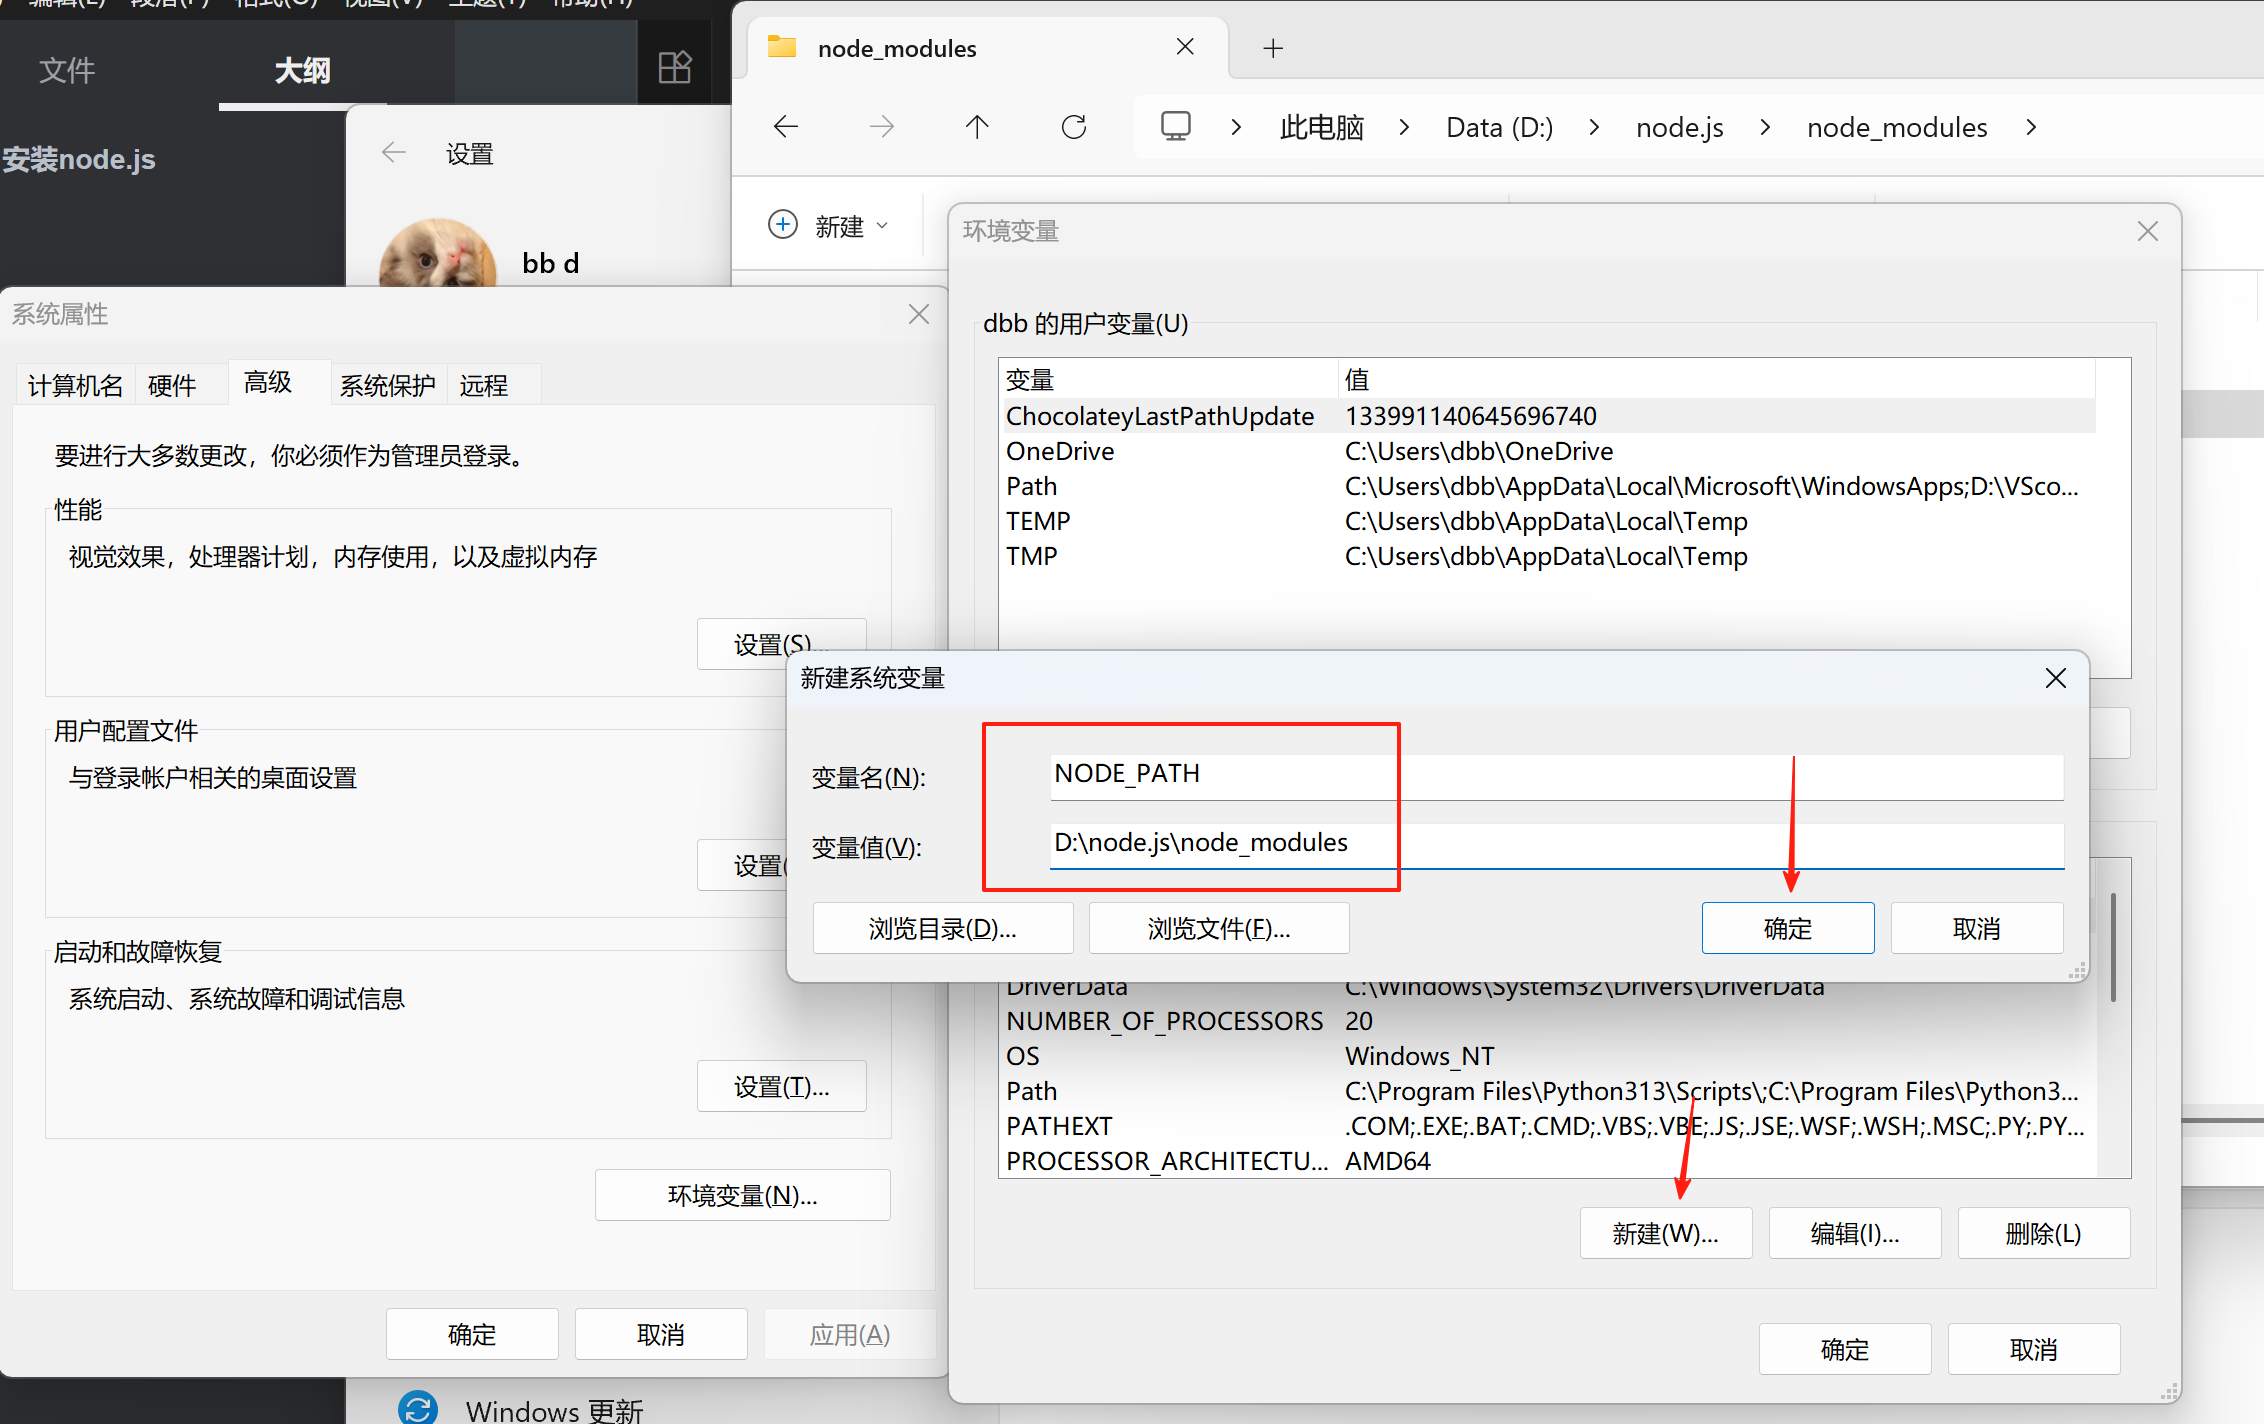 编辑(E) 段落(P) 格式(O) 视图(V) 主题(T) 帮助(H)
文件
大纲
安装node.js
设置
bb d
node_modules
此电脑
Data (D:)
node.js
node_modules
新建
系统属性
计算机名
硬件
高级
系统保护
远程
要进行大多数更改，你必须作为管理员登录。
性能
视觉效果，处理器计划，内存使用，以及虚拟内存
设置(S)...
用户配置文件
与登录帐户相关的桌面设置
设置(
启动和故障恢复
系统启动、系统故障和调试信息
设置(T)...
环境变量(N)...
确定
取消
应用(A)
Windows 更新
环境变量
dbb 的用户变量(U)
变量 值
ChocolateyLastPathUpdate 133991140645696740
OneDrive C:\Users\dbb\OneDrive
Path C:\Users\dbb\AppData\Local\Microsoft\WindowsApps;D:\VSco...
TEMP C:\Users\dbb\AppData\Local\Temp
TMP C:\Users\dbb\AppData\Local\Temp
新建系统变量
变量名(N): NODE_PATH
变量值(V): D:\node.js\node_modules
浏览目录(D)...
浏览文件(F)...
确定
取消
DriverData C:\Windows\System32\Drivers\DriverData
NUMBER_OF_PROCESSORS 20
OS Windows_NT
Path C:\Program Files\Python313\Scripts\;C:\Program Files\Python3...
PATHEXT .COM;.EXE;.BAT;.CMD;.VBS;.VBE;.JS;.JSE;.WSF;.WSH;.MSC;.PY;.PY...
PROCESSOR_ARCHITECTU... AMD64
新建(W)...
编辑(I)...
删除(L)
确定
取消